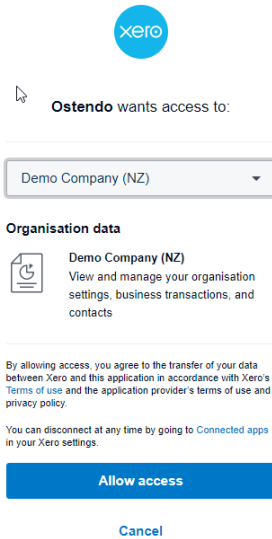 xero
Ostendo wants access to:
Demo Company (NZ)
Organisation data
Demo Company (NZ)
View and manage your organisation
settings, business transactions, and
contacts
By allowing access, you agree to the transfer of your data
between Xero and this application in accordance with Xero's
Terms of use and the application provider's terms of use and
privacy policy.
You can disconnect at any time by going to Connected apps
in your Xero settings.
Allow access
Cancel